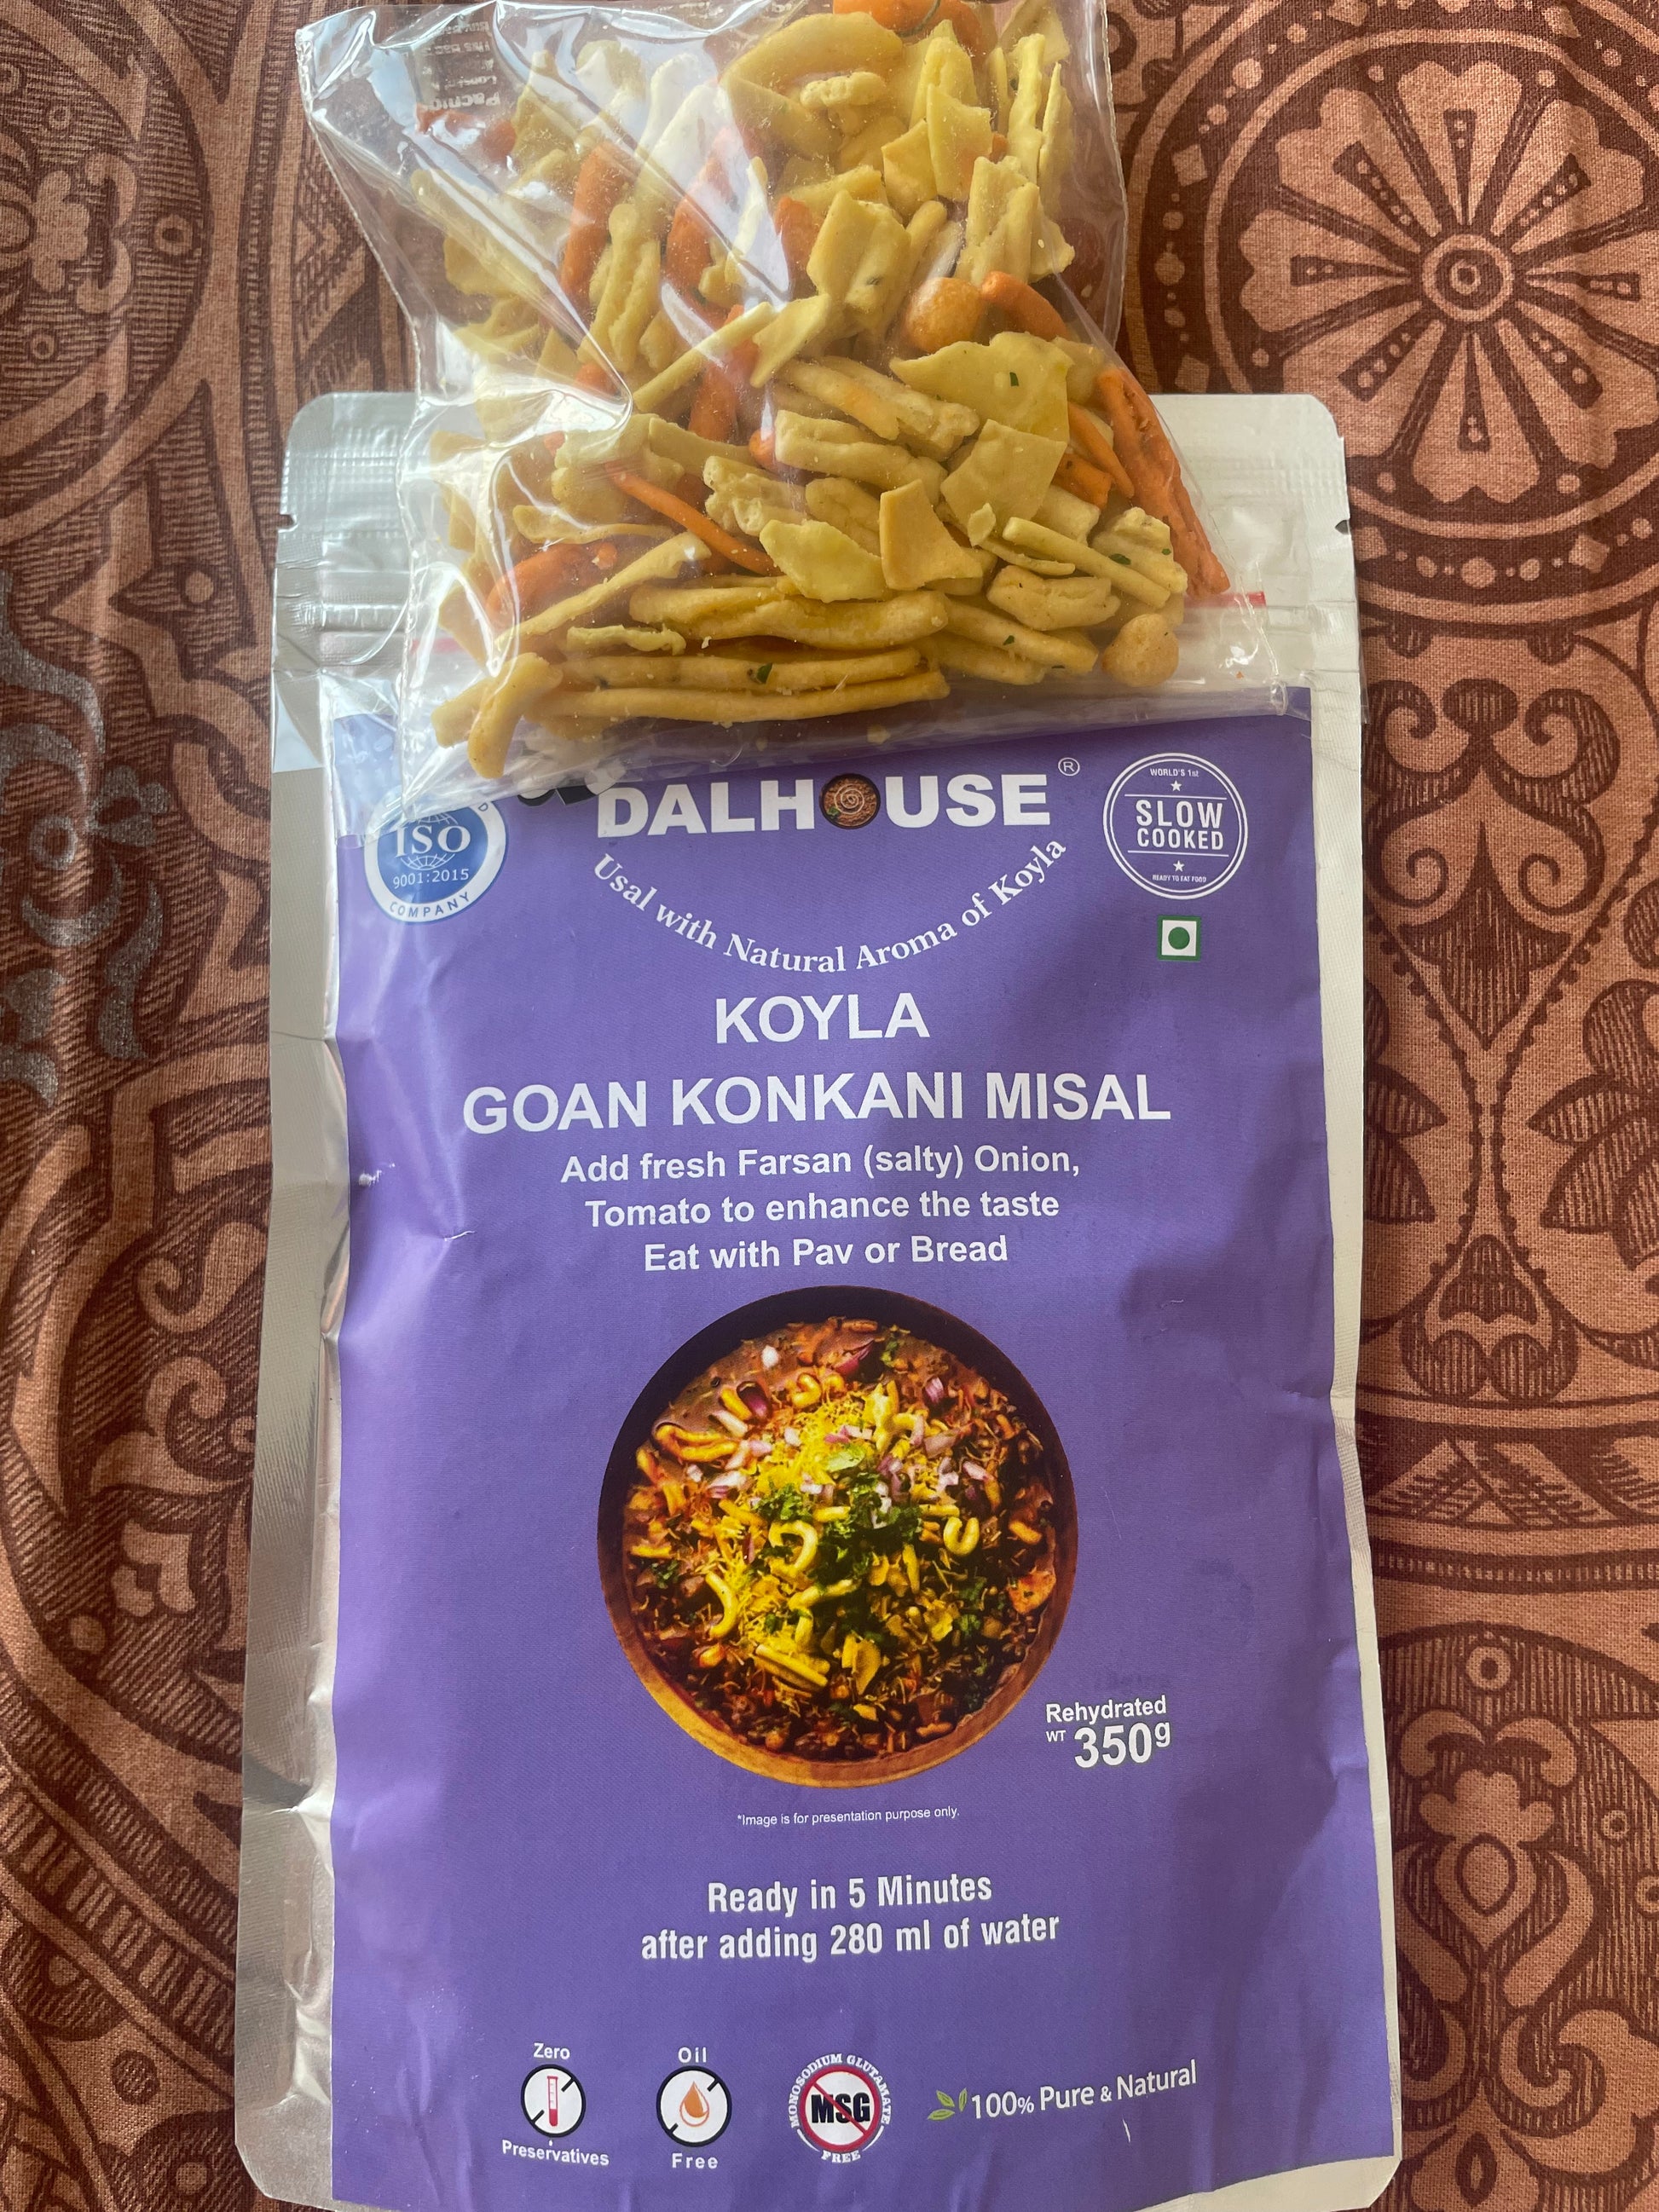 DALHOUSE ®
Usal with Natural Aroma of Koyla
ISO
9001:2015
COMPANY
WORLD'S 1st
SLOW
COOKED
READY TO EAT FOOD
KOYLA
GOAN KONKANI MISAL
Add fresh Farsan (salty) Onion,
Tomato to enhance the taste
Eat with Pav or Bread
Rehydrated
WT 350g
*Image is for presentation purpose only.
Ready in 5 Minutes
after adding 280 ml of water
Zero
Preservatives
Oil
Free
MONOSODIUM GLUTAMATE
MSG
FREE
100% Pure & Natural